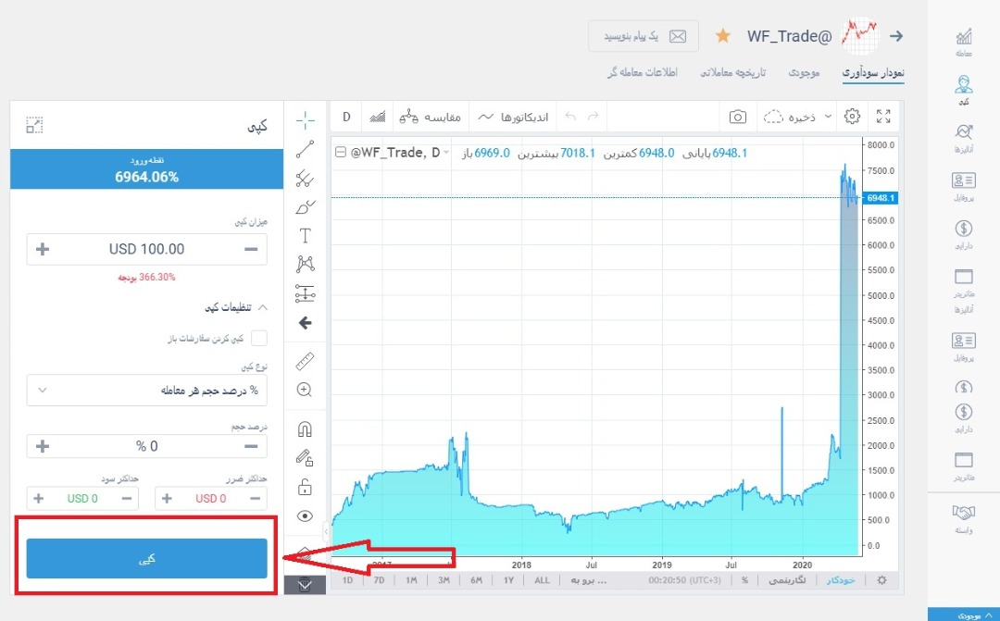 @WF_Trade
یک پیام بنویسید
نمودار سودآوری
موجودی
تاریخچه معاملاتی
اطلاعات معامله گر
معامله
کپی
آنالیزها
پروفایل
دارایی
متاتریدر
آنالیزها
پروفایل
دارایی
متاتریدر
وابسته
موجودی
کپی
نقطه ورود
6964.06%
میزان کپی
USD 100.00
366.30% بودجه
تنظیمات کپی
کپی کردن سفارشات باز
نوع کپی
% درصد حجم هر معامله
درصد حجم
% 0
حداکثر ضرر
حداکثر سود
USD 0
USD 0
کپی
D
مقایسه
اندیکاتورها
ذخیره
@WF_Trade, D
باز 6969.0 بیشترین 7018.1 کمترین 6948.0 پایانی 6948.1
8000.0
7500.0
6948.1
6500.0
6000.0
5500.0
5000.0
4500.0
4000.0
3500.0
3000.0
2500.0
2000.0
1500.0
1000.0
500.0
0.0
2017
2018
Jul
2019
Jul
2020
1D 7D 1M 3M 6M 1Y ALL
برو به ...
00:20:50 (UTC+3)
%
لگاریتمی
خودکار